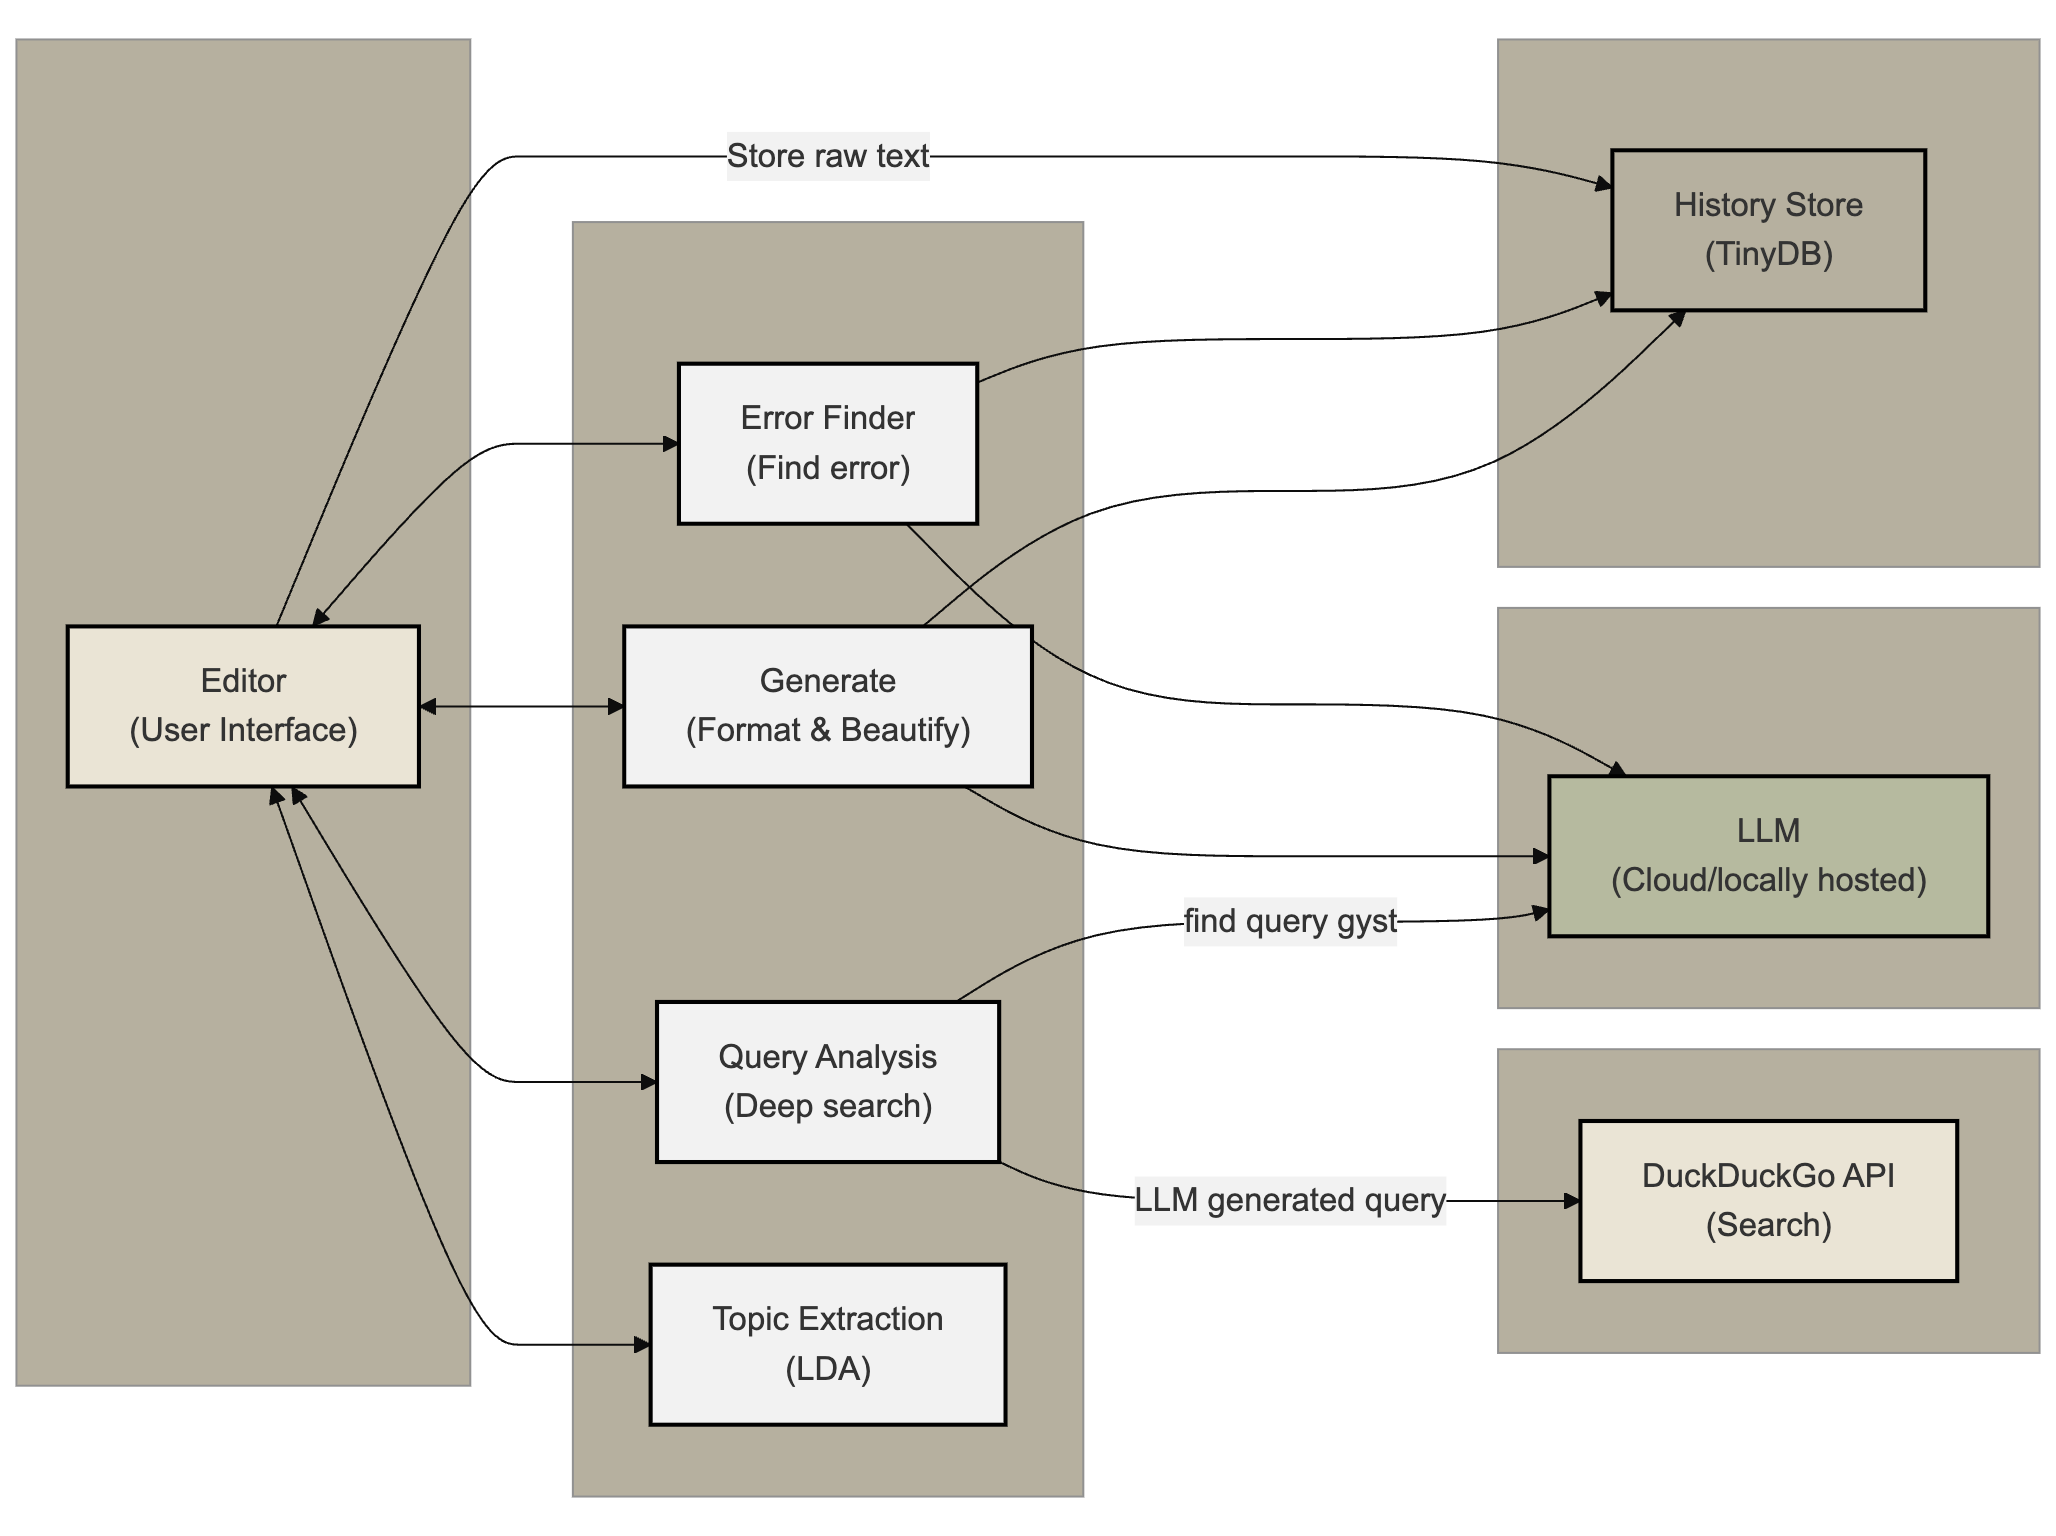 Store raw text
History Store
(TinyDB)
Error Finder
(Find error)
Editor
(User Interface)
Generate
(Format & Beautify)
LLM
(Cloud/locally hosted)
find query gyst
Query Analysis
(Deep search)
LLM generated query
DuckDuckGo API
(Search)
Topic Extraction
(LDA)